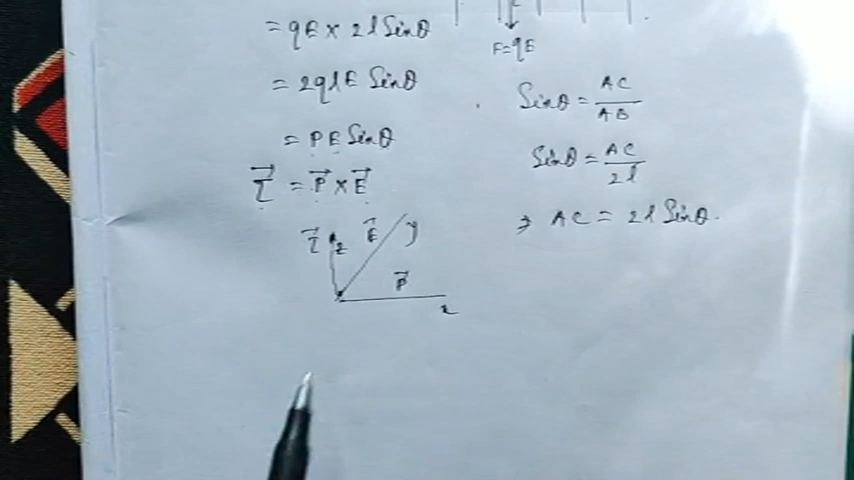 = qE × 2l Sinθ
= 2qlE Sinθ
= PE Sinθ
τ⃗ = P⃗ × E⃗
τ⃗ z E⃗ y
P⃗
x
F=qE
Sinθ = AC/AB
Sinθ = AC/2l
⇒ AC = 2l Sinθ.